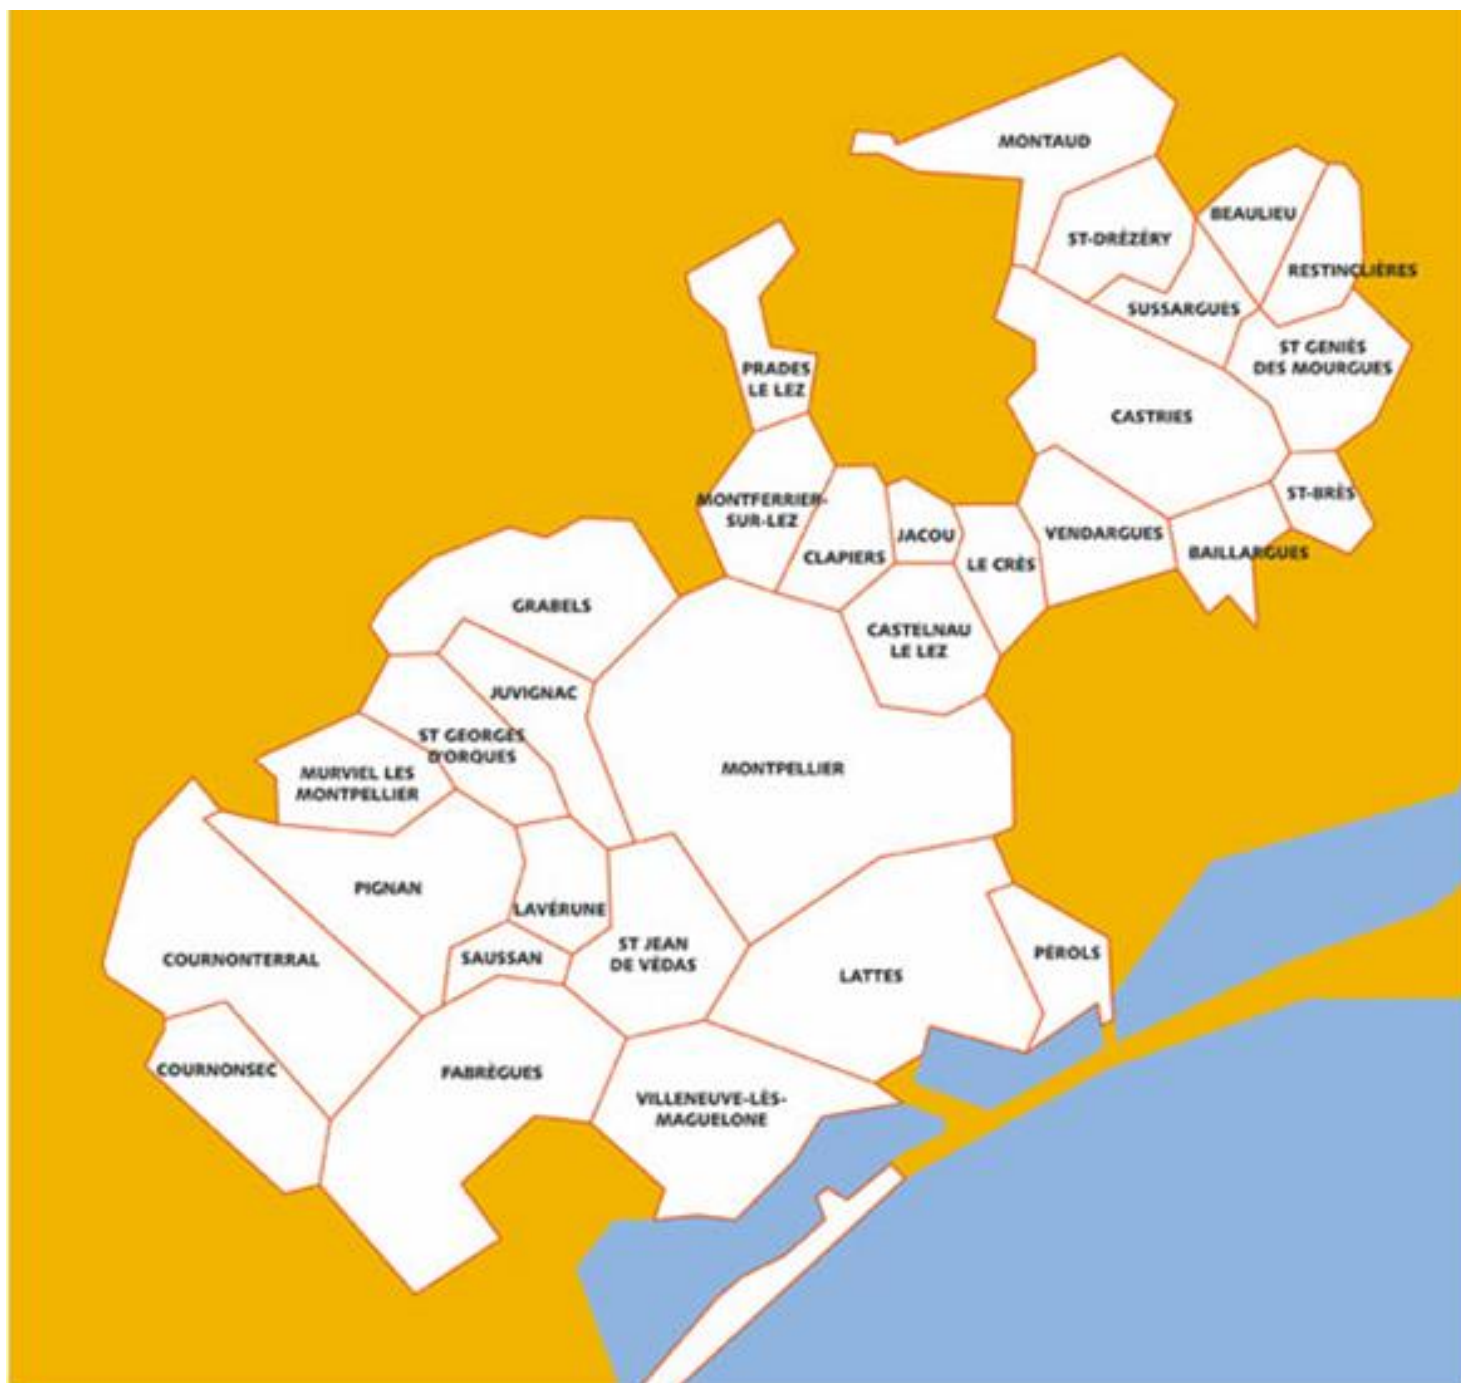 MONTAUD
BEAULIEU
ST-DRÉZÉRY
RESTINCLIÈRES
SUSSARGUES
ST GENIÈS
DES MOURGUES
PRADES
LE LEZ
CASTRIES
MONTFERRIER-
SUR-LEZ
ST-BRÈS
JACOU
VENDARGUES
CLAPIERS
LE CRÈS
BAILLARGUES
GRABELS
CASTELNAU
LE LEZ
JUVIGNAC
ST GEORGES
D'ORQUES
MURVIEL LES
MONTPELLIER
MONTPELLIER
PIGNAN
LAVÉRUNE
ST JEAN
DE VÉDAS
SAUSSAN
COURNONTERRAL
LATTES
PÉROLS
COURNONSEC
FABRÈGUES
VILLENEUVE-LÈS-
MAGUELONE